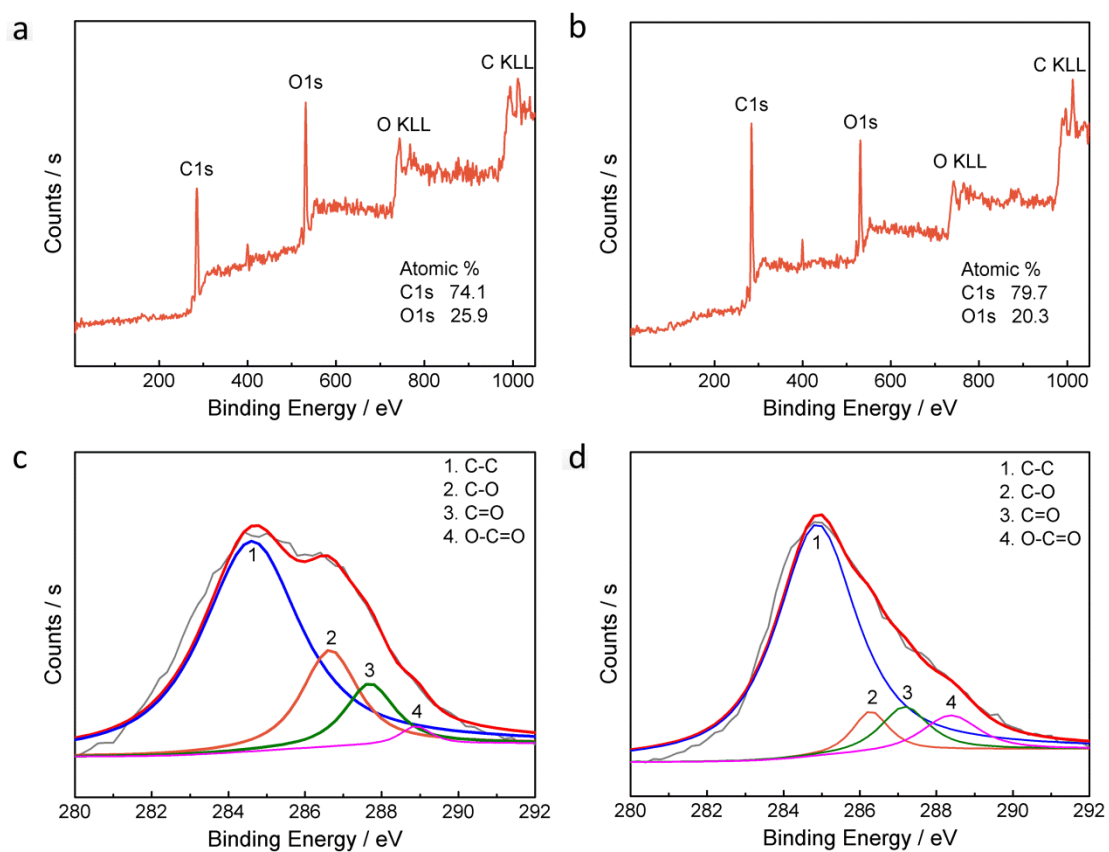 a
C1s
O1s
O KLL
C KLL
Atomic %
C1s 74.1
O1s 25.9
Counts / s
200 400 600 800 1000
Binding Energy / eV
b
C1s
O1s
O KLL
C KLL
Atomic %
C1s 79.7
O1s 20.3
Counts / s
200 400 600 800 1000
Binding Energy / eV
c
1. C-C
2. C-O
3. C=O
4. O-C=O
1
2
3
4
Counts / s
280 282 284 286 288 290 292
Binding Energy / eV
d
1. C-C
2. C-O
3. C=O
4. O-C=O
1
2
3
4
Counts / s
280 282 284 286 288 290 292
Binding Energy / eV